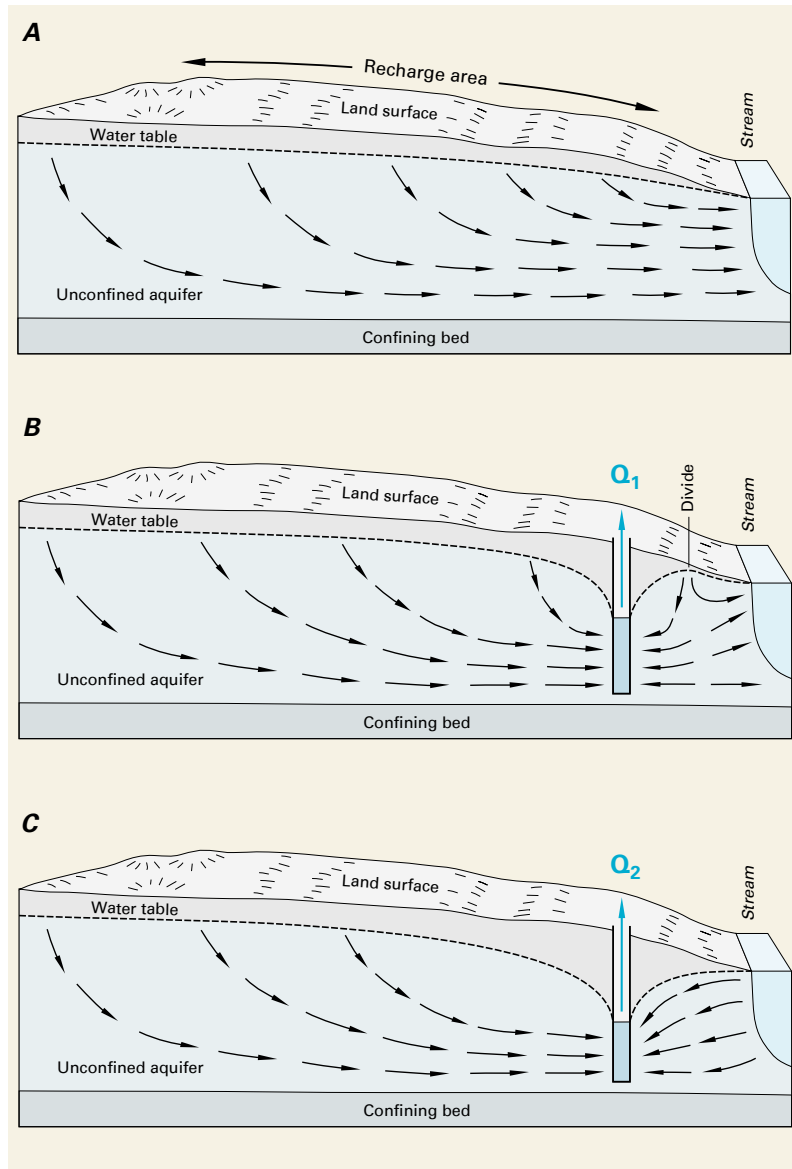 A
Recharge area
Land surface
Stream
Water table
Unconfined aquifer
Confining bed
B
Q1
Divide
Stream
Land surface
Water table
Unconfined aquifer
Confining bed
C
Q2
Stream
Land surface
Water table
Unconfined aquifer
Confining bed